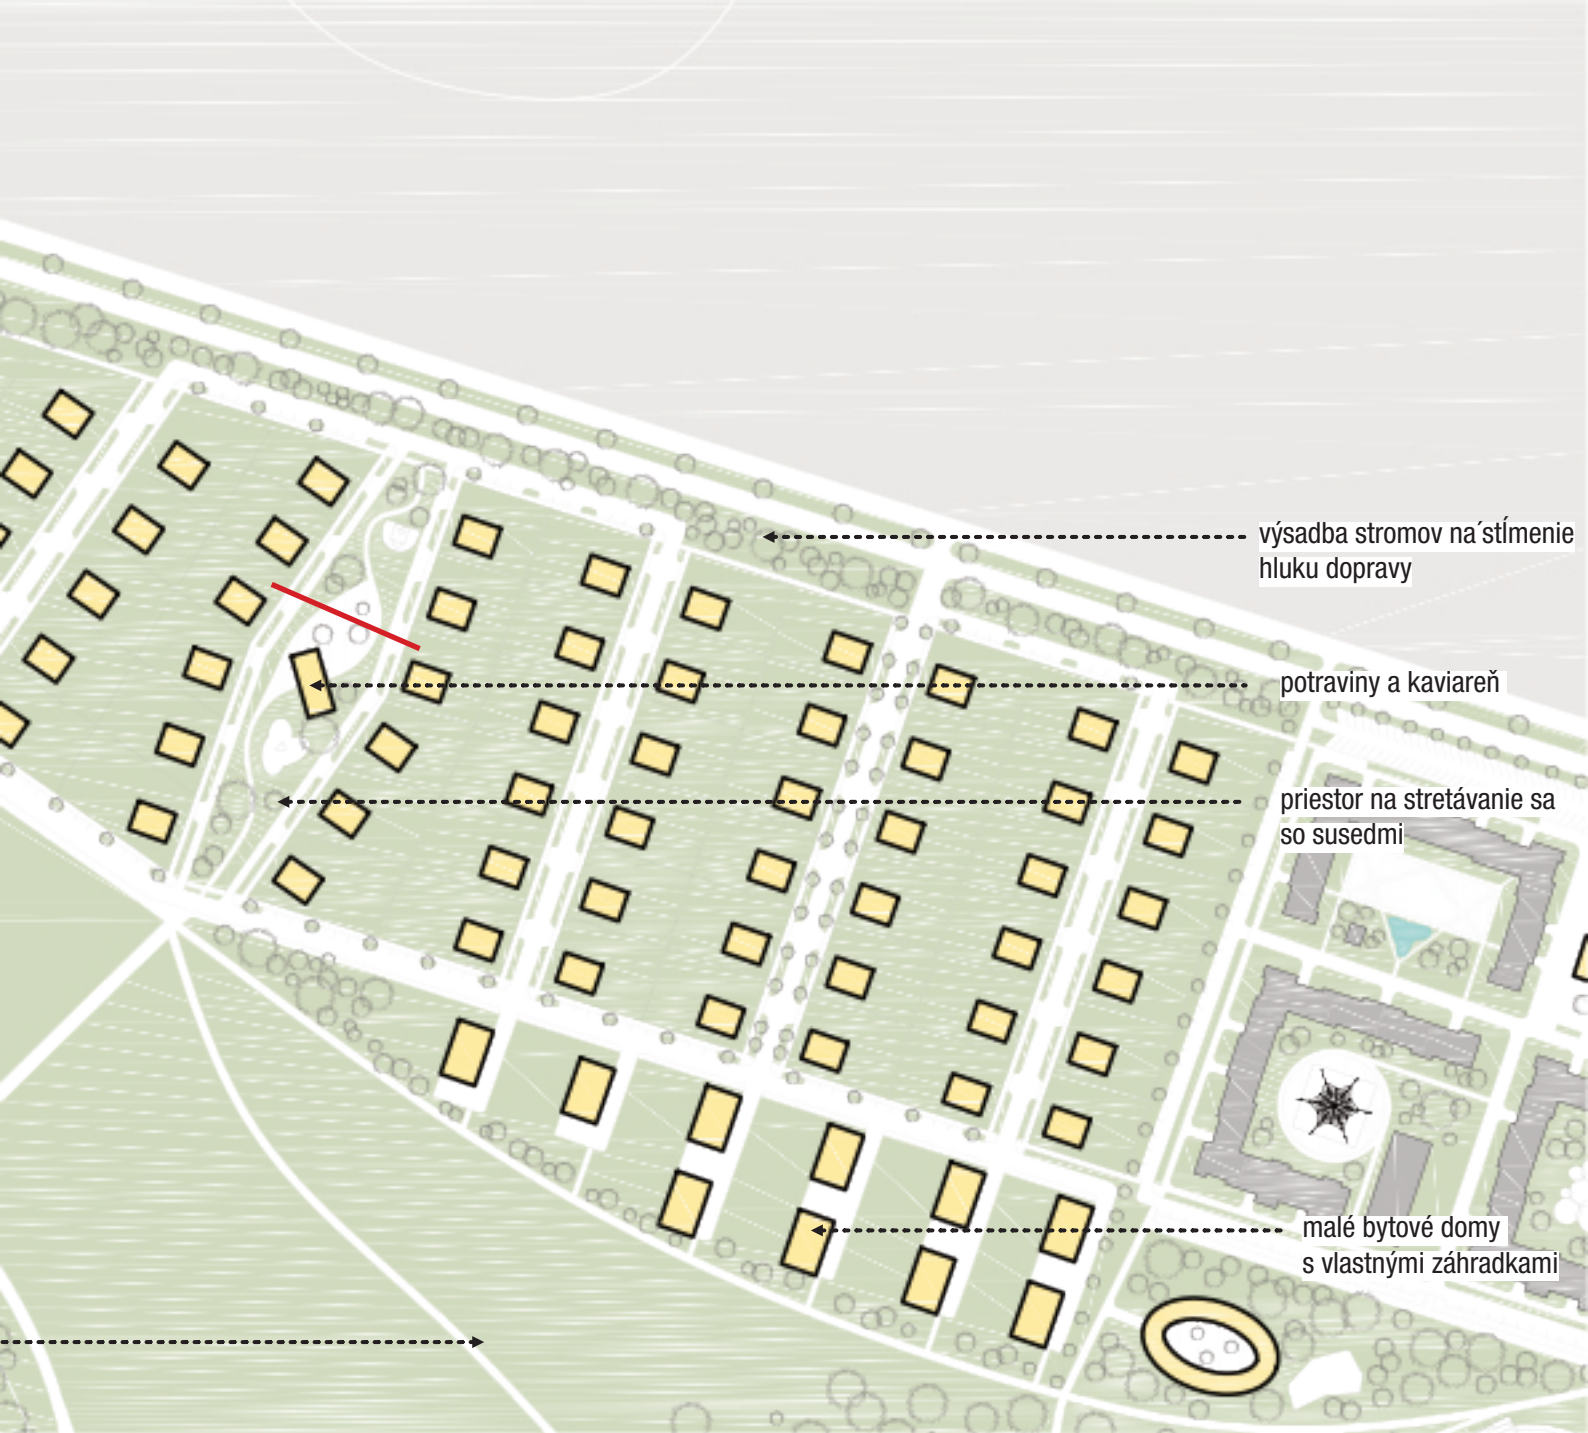 výsadba stromov na´stĺmenie
hluku dopravy
potraviny a kaviareň
priestor na stretávanie sa
so susedmi
malé bytové domy
s vlastnými záhradkami